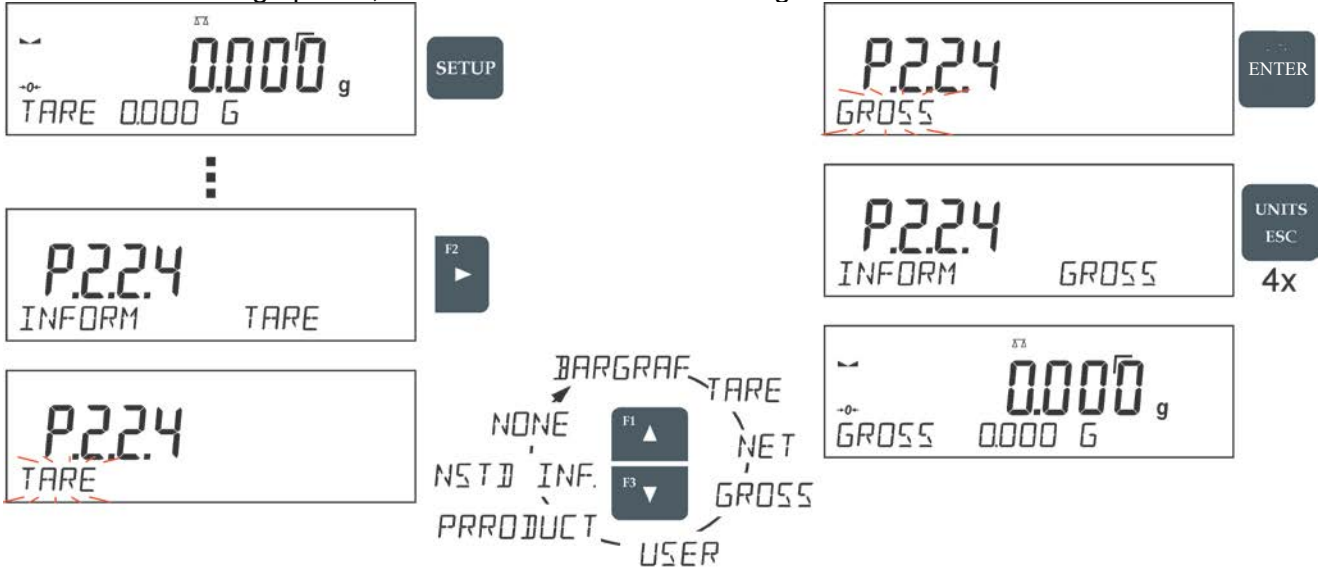 0.000 g
→0←
TARE 0.000 G
SETUP
P.2.2.4
INFORM TARE
F2
P.2.2.4
TARE
BARGRAF
TARE
NET
GROSS
USER
PRRODUCT
NSTD INF.
NONE
F1
F3
P.2.2.4
GROSS
ENTER
P.2.2.4
INFORM GROSS
UNITS
ESC
4x
0.000 g
→0←
GROSS 0.000 G